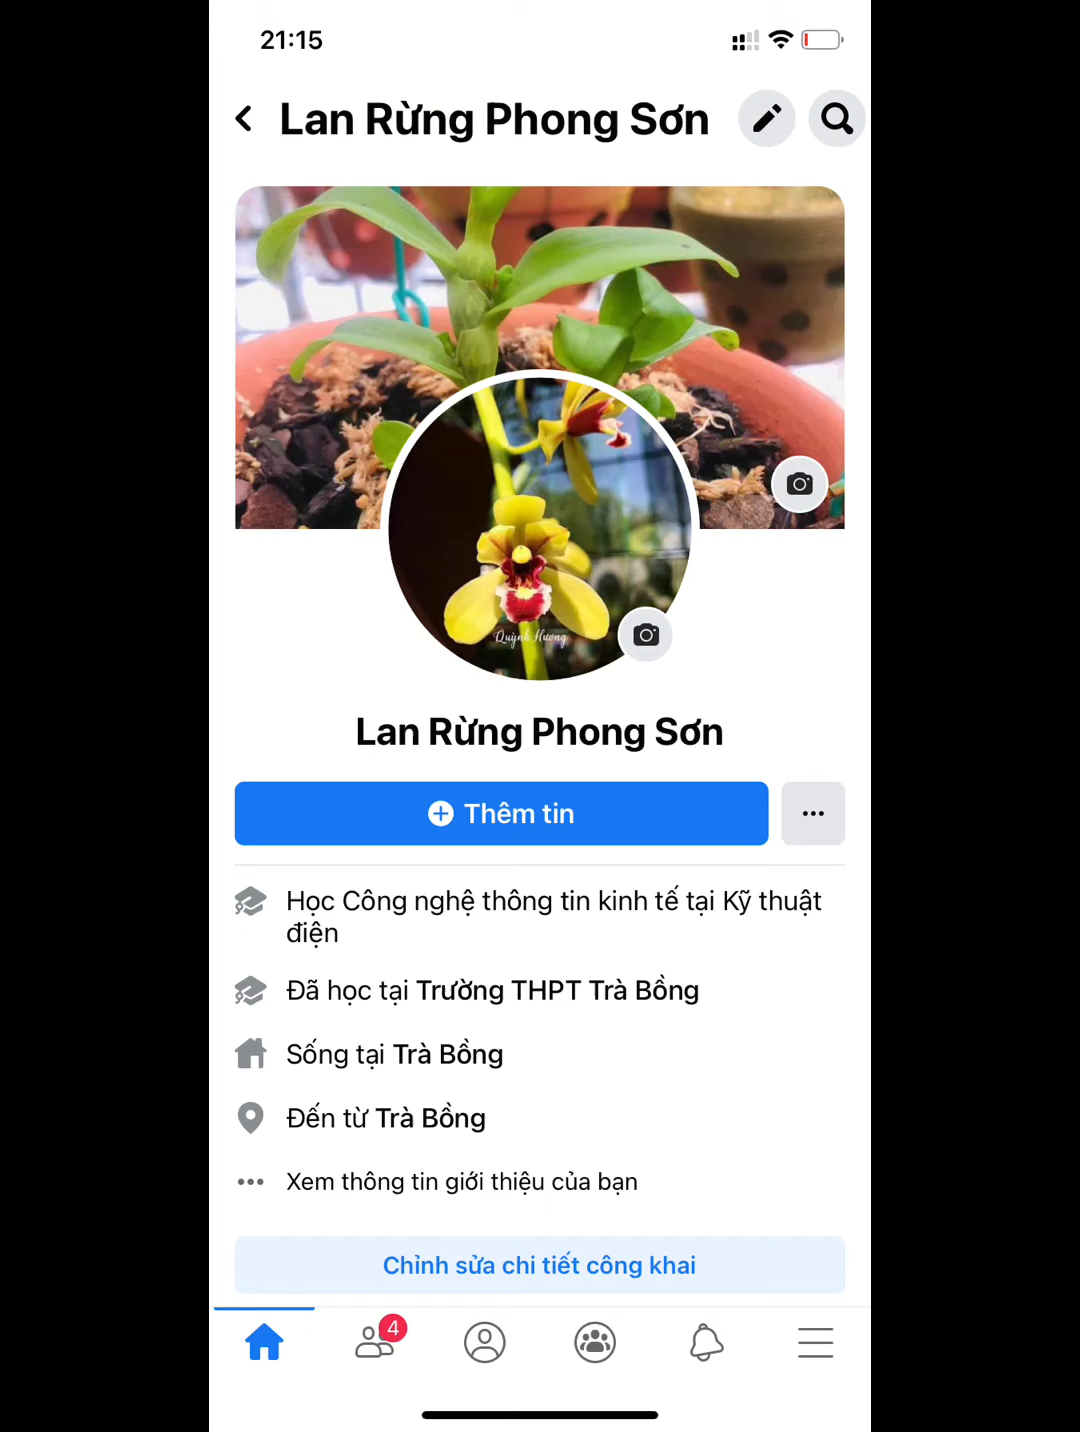 21:15
Lan Rừng Phong Sơn
Quỳnh Hương
Lan Rừng Phong Sơn
Thêm tin
Học Công nghệ thông tin kinh tế tại Kỹ thuật
điện
Đã học tại Trường THPT Trà Bồng
Sống tại Trà Bồng
Đến từ Trà Bồng
Xem thông tin giới thiệu của bạn
Chỉnh sửa chi tiết công khai
4